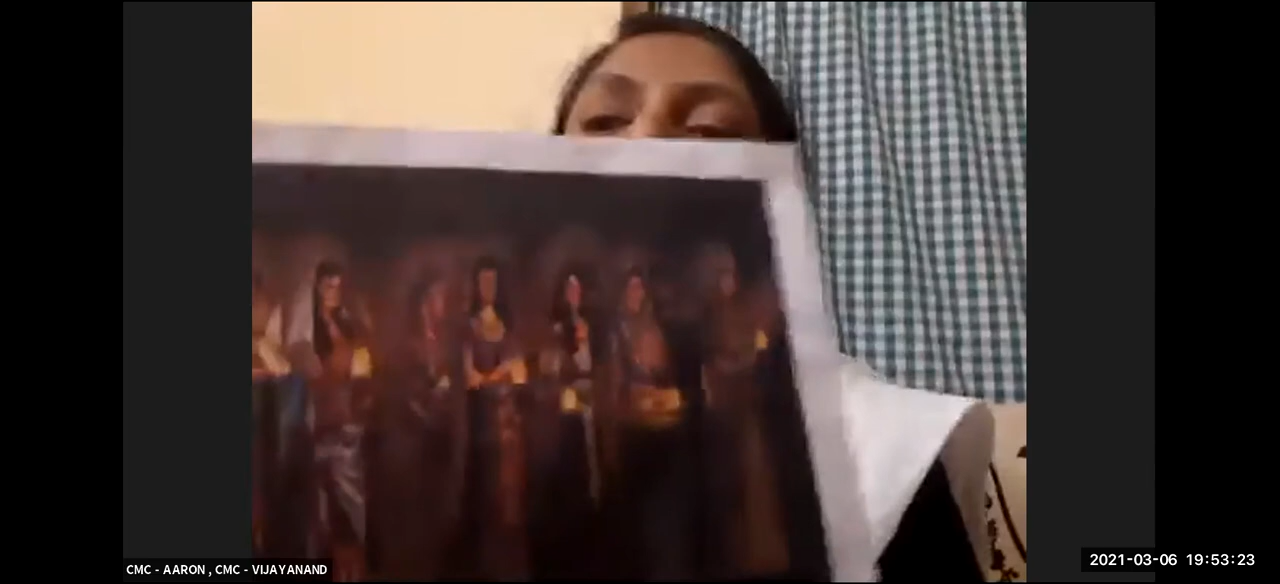 CMC - AARON , CMC - VIJAYANAND
2021-03-06 19:53:23